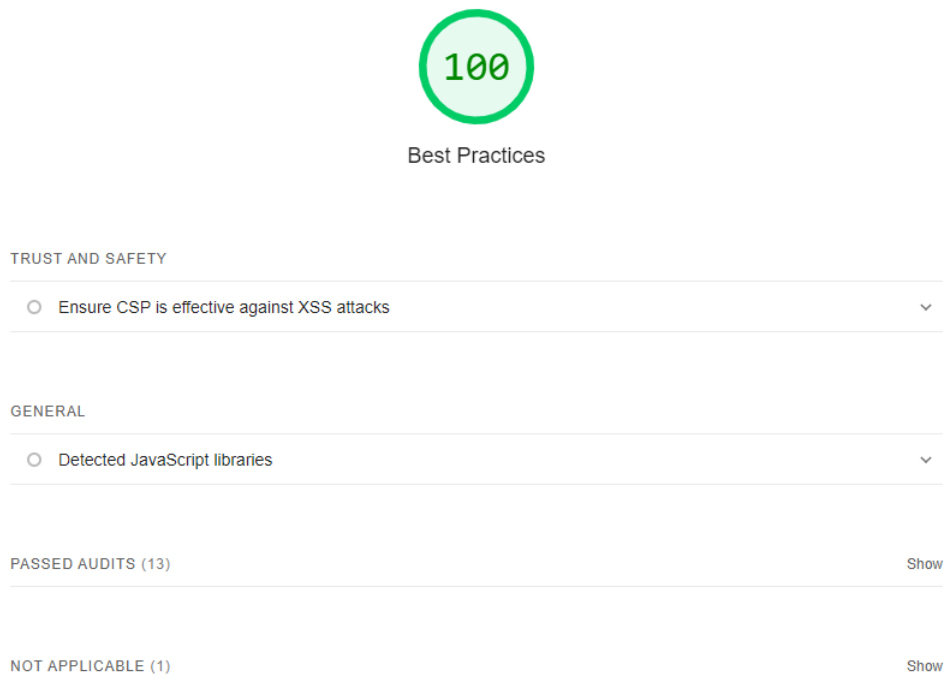 100
Best Practices
TRUST AND SAFETY
Ensure CSP is effective against XSS attacks
GENERAL
Detected JavaScript libraries
PASSED AUDITS (13) Show
NOT APPLICABLE (1) Show